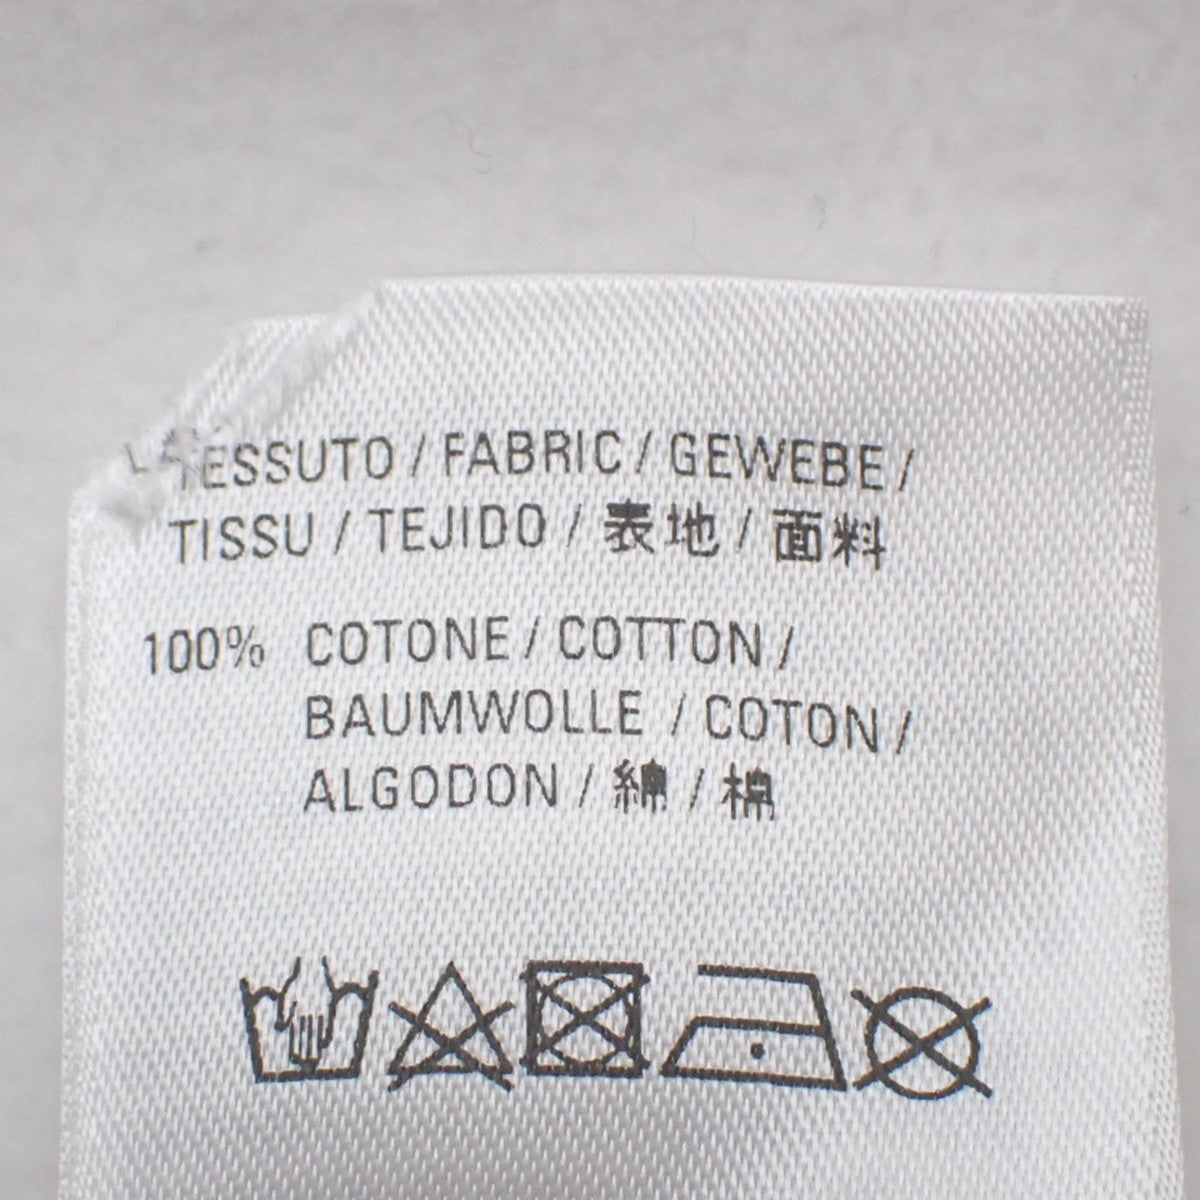 TESSUTO / FABRIC / GEWEBE /
TISSU / TEJIDO / 表地 / 面料
100% COTONE / COTTON /
BAUMWOLLE / COTON /
ALGODON / 綿 / 棉